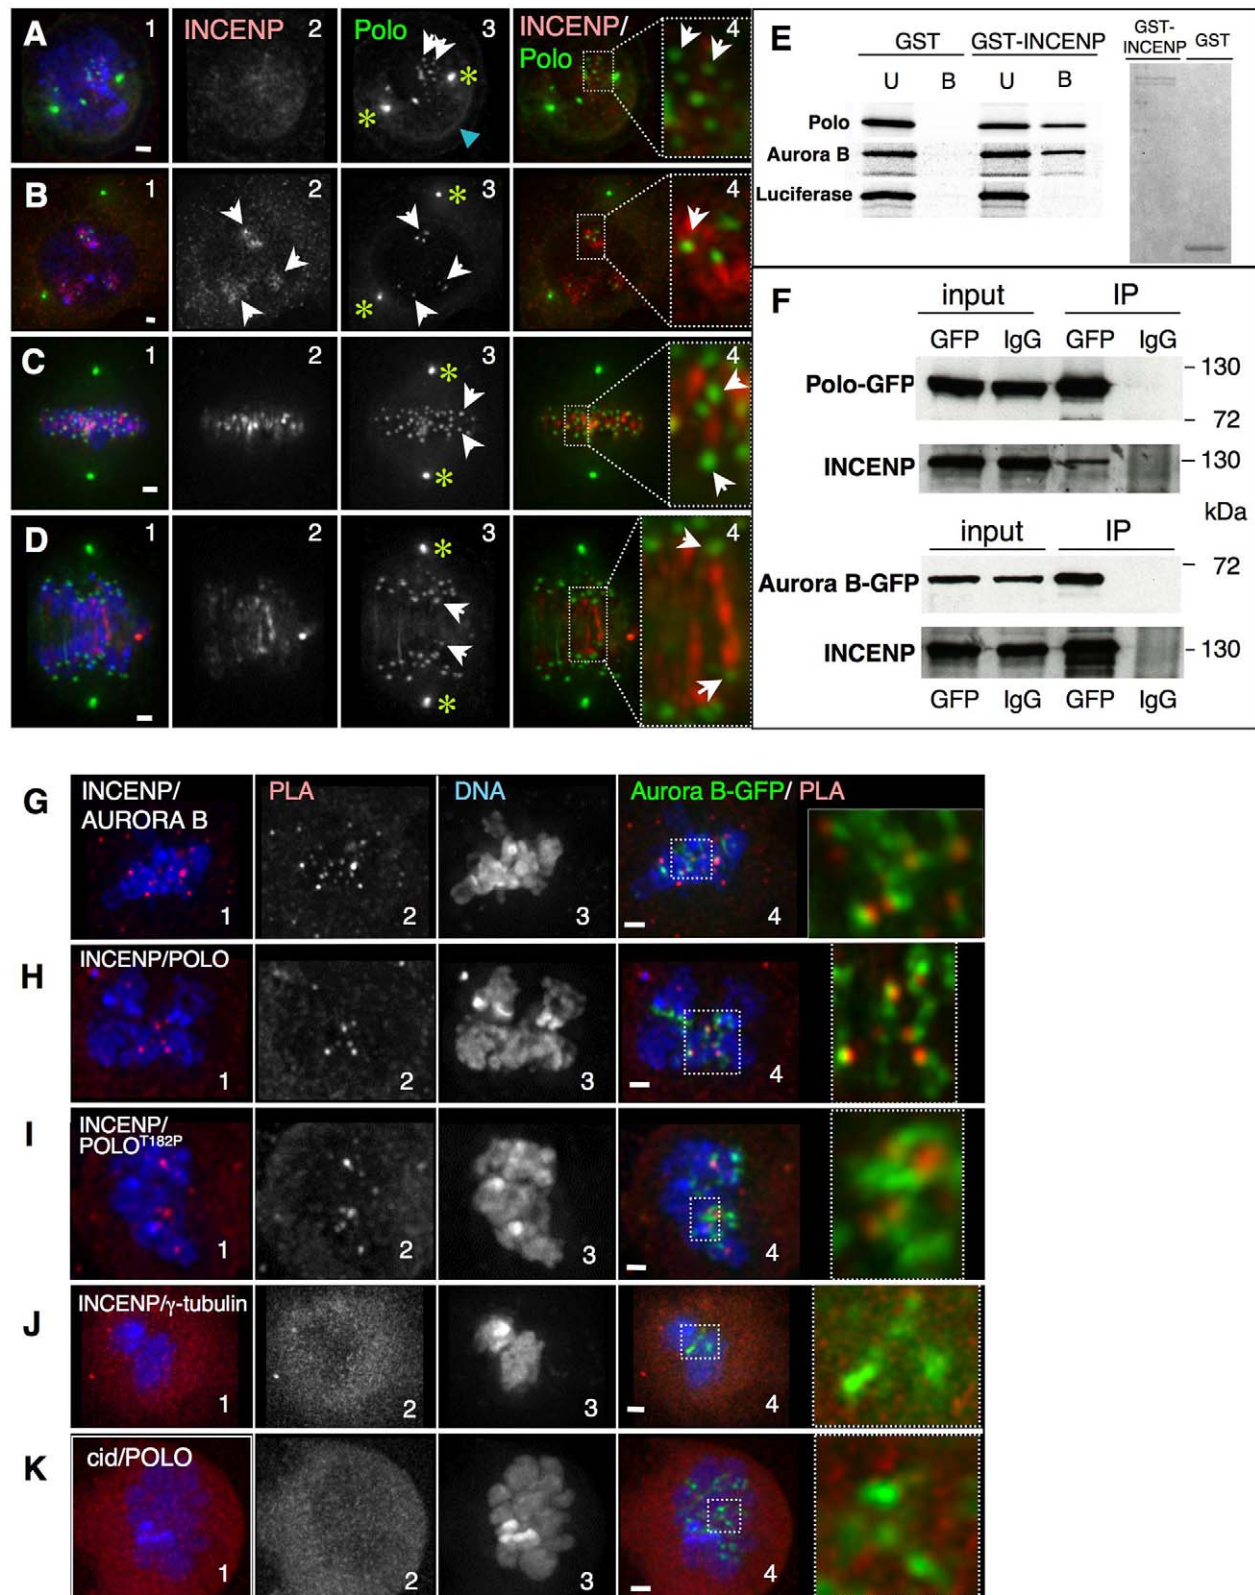 A
1
INCENP
2
Polo
3
INCENP/
Polo
4
*
*
B
1
2
3
4
*
*
C
1
2
3
4
*
*
D
1
2
3
4
*
*
E
GST
GST-INCENP
U B U B
Polo
Aurora B
Luciferase
GST-
INCENP
GST
F
input IP
GFP IgG GFP IgG
Polo-GFP
- 130
- 72
INCENP
- 130
kDa
input IP
Aurora B-GFP
- 72
INCENP
- 130
GFP IgG GFP IgG
G
INCENP/
AURORA B
PLA
DNA
Aurora B-GFP/ PLA
1
2
3
4
H
INCENP/POLO
1
2
3
4
I
INCENP/
POLO^T182P
1
2
3
4
J
INCENP/γ-tubulin
1
2
3
4
K
cid/POLO
1
2
3
4